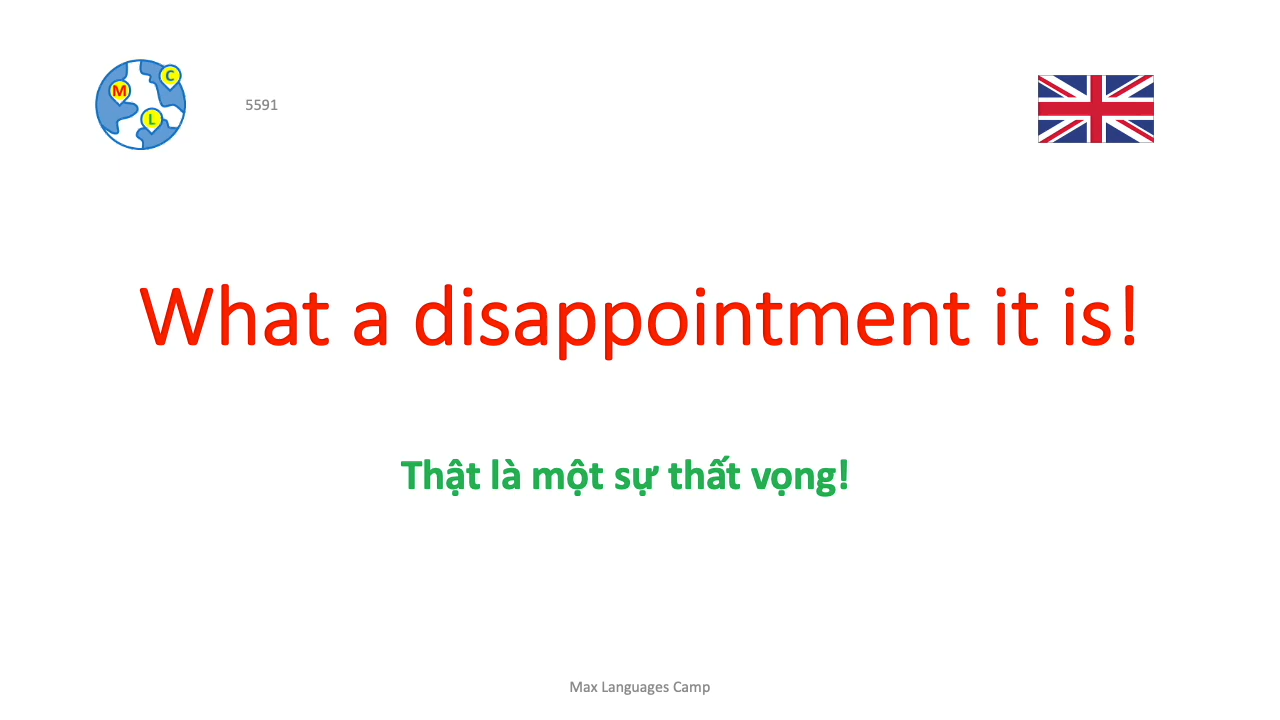 M
C
L
5591
What a disappointment it is!
Thật là một sự thất vọng!
Max Languages Camp